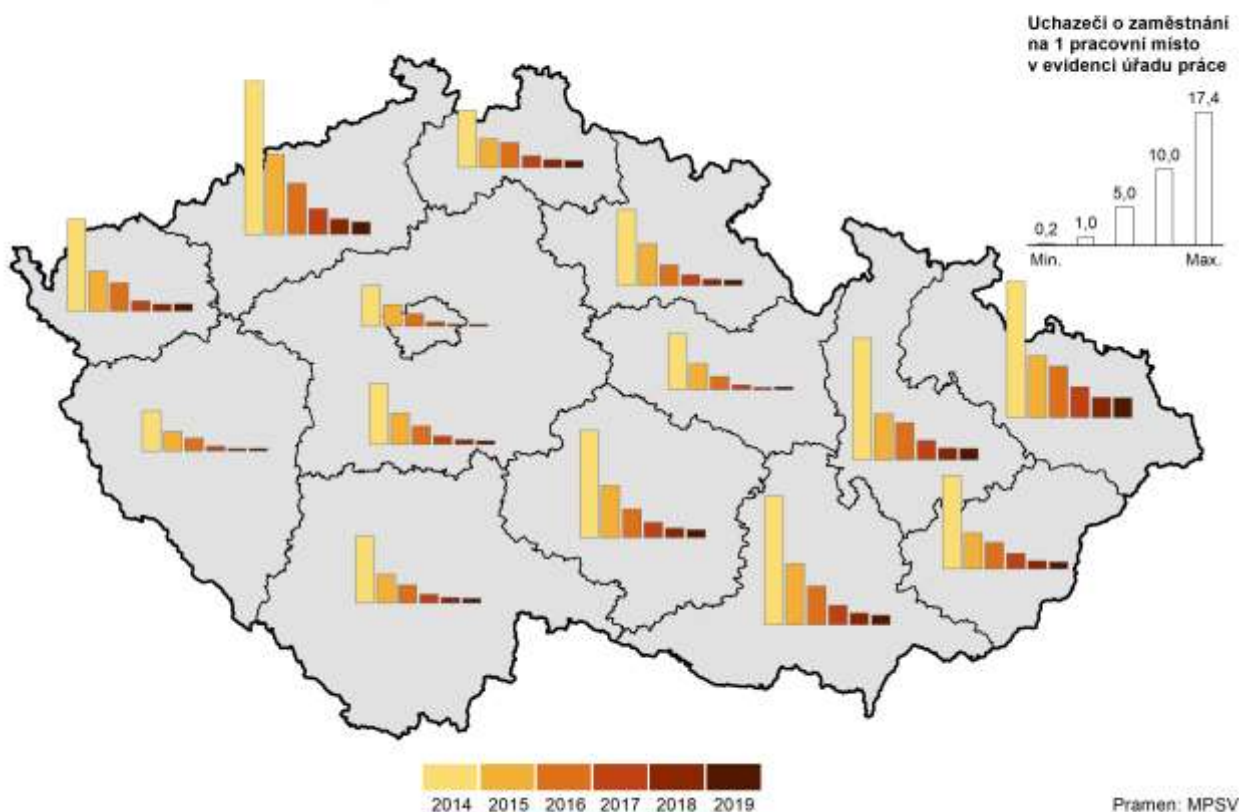 Uchazeči o zaměstnání
na 1 pracovní místo
v evidenci úřadu práce
17,4
10,0
5,0
0,2 1,0
Min. Max.
2014 2015 2016 2017 2018 2019
Pramen: MPSV